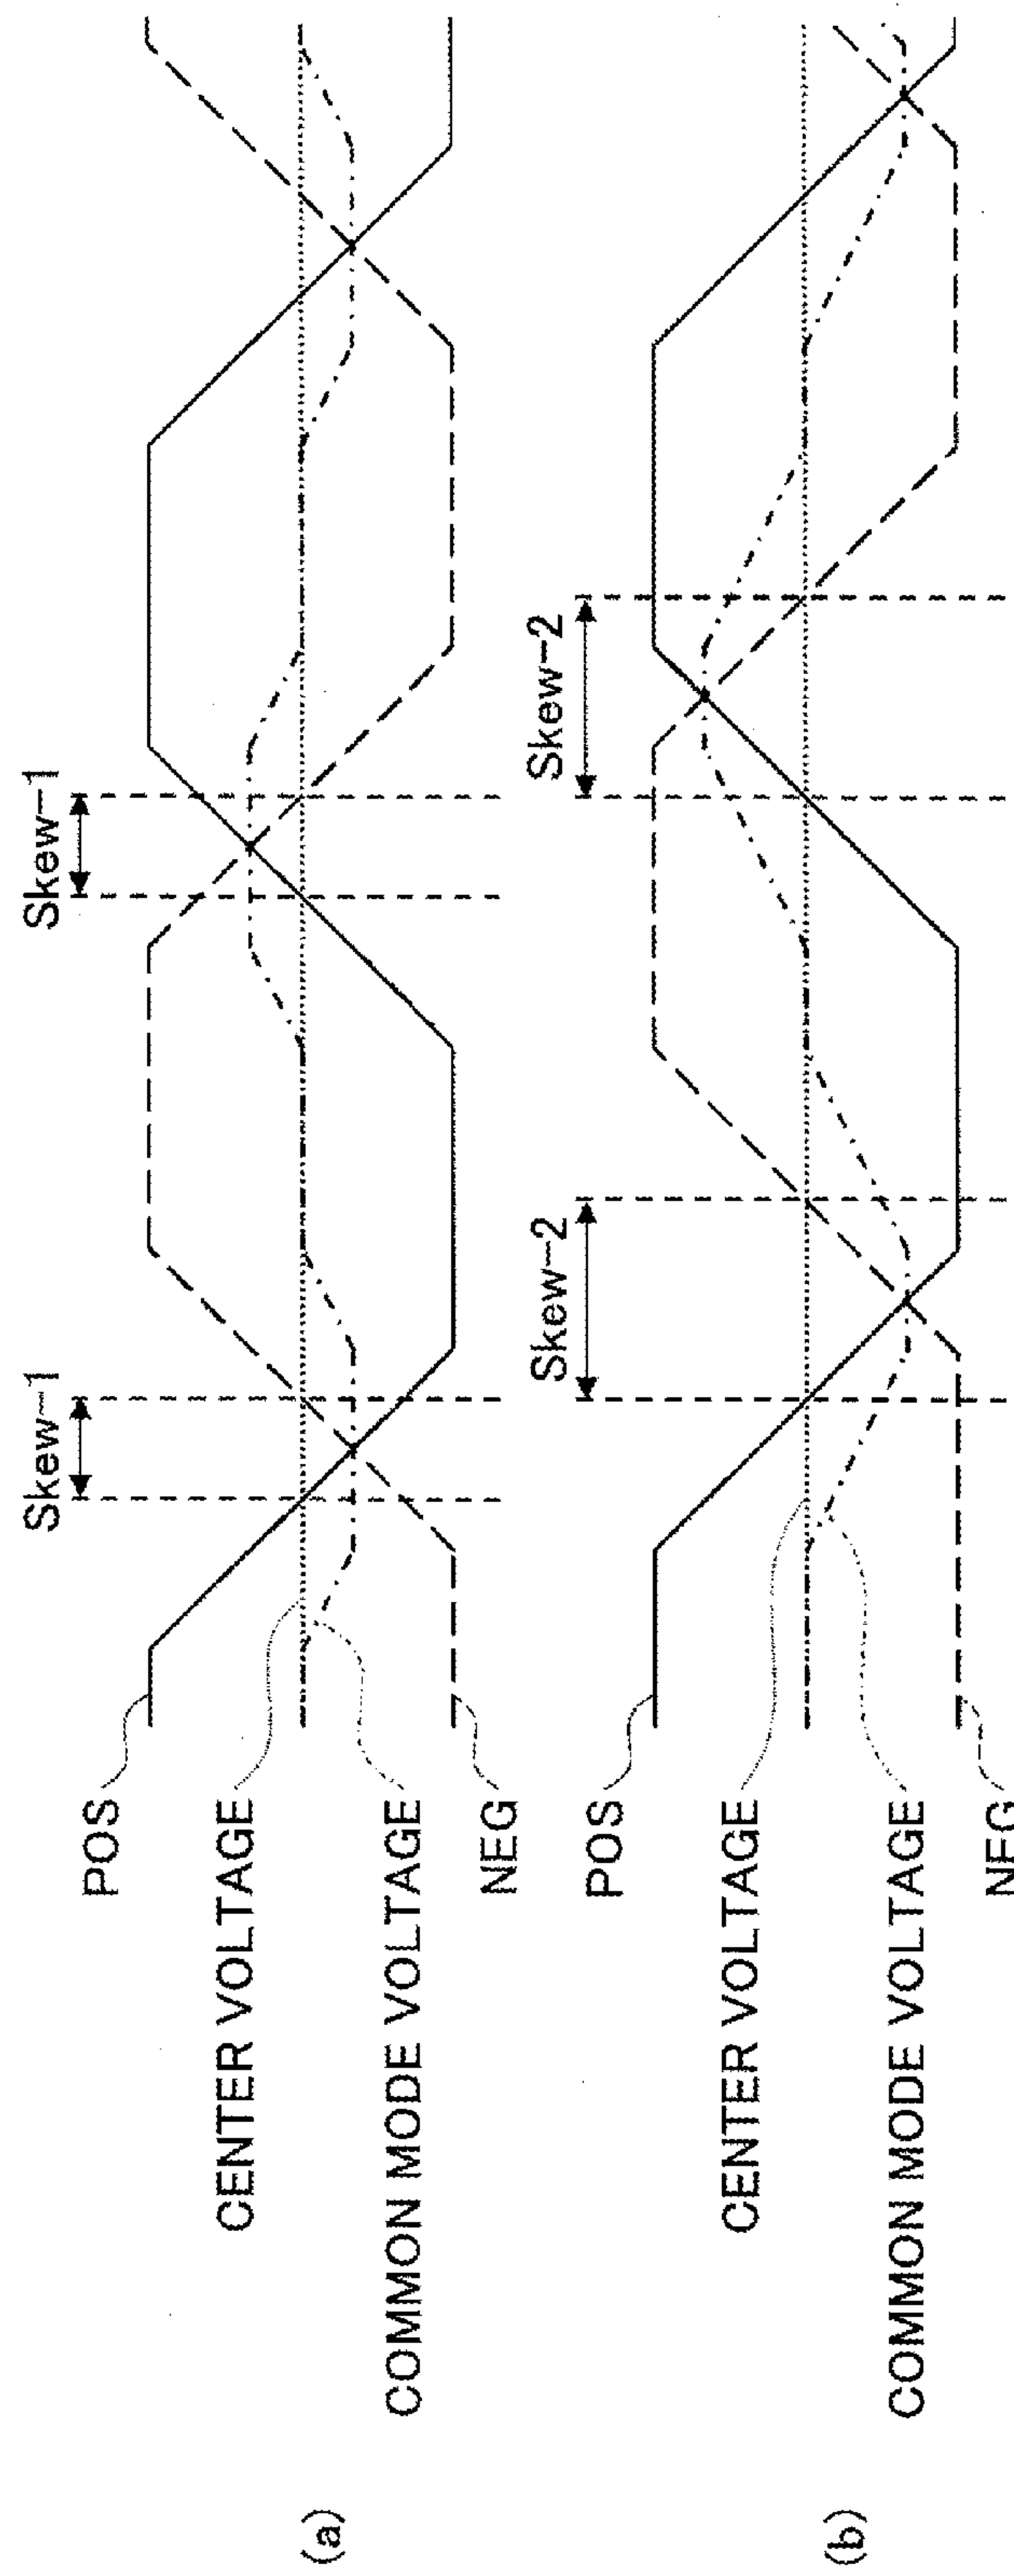 (a)
Skew-1
Skew-1
POS
CENTER VOLTAGE
COMMON MODE VOLTAGE
NEG
(b)
Skew-2
Skew-2
POS
CENTER VOLTAGE
COMMON MODE VOLTAGE
NEG